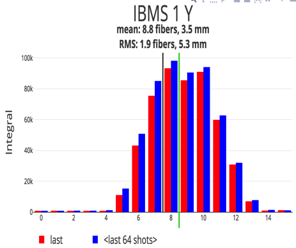 IBMS 1 Y
mean: 8.8 fibers, 3.5 mm
RMS: 1.9 fibers, 5.3 mm
Integral
100k
80k
60k
40k
20k
0
0 2 4 6 8 10 12 14
last <last 64 shots>